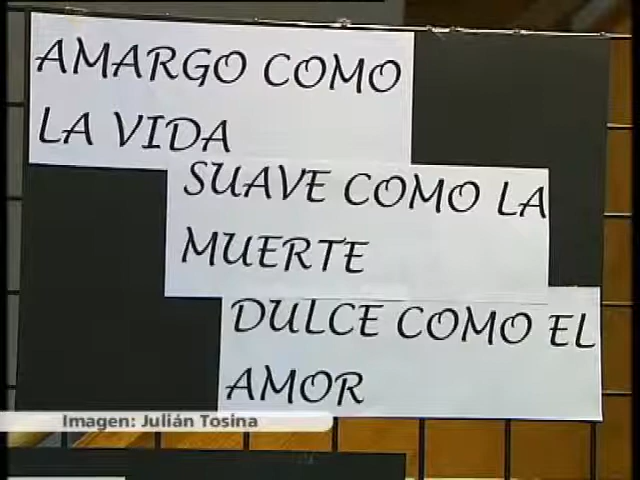 AMARGO COMO
LA VIDA
SUAVE COMO LA
MUERTE
DULCE COMO EL
AMOR
Imagen: Julián Tosina